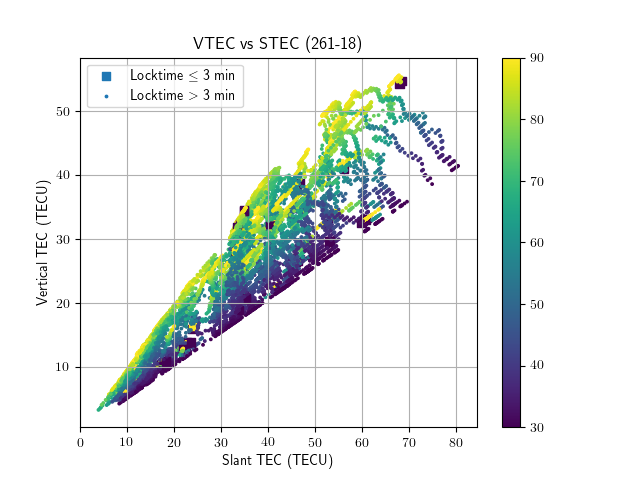 VTEC vs STEC (261-18)
Locktime ≤ 3 min
Locktime > 3 min
Vertical TEC (TECU)
50
40
30
20
10
0 10 20 30 40 50 60 70 80
Slant TEC (TECU)
90
80
70
60
50
40
30